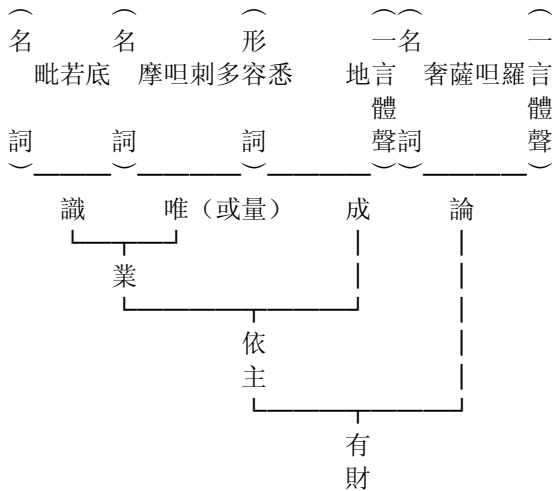 （名詞）
毗若底
（名詞）
摩呾刺多
（形容詞）
悉地
（一言體聲）
（名詞）
奢薩呾羅
（一言體聲）
識 唯（或量） 成 論
業
依主
有財